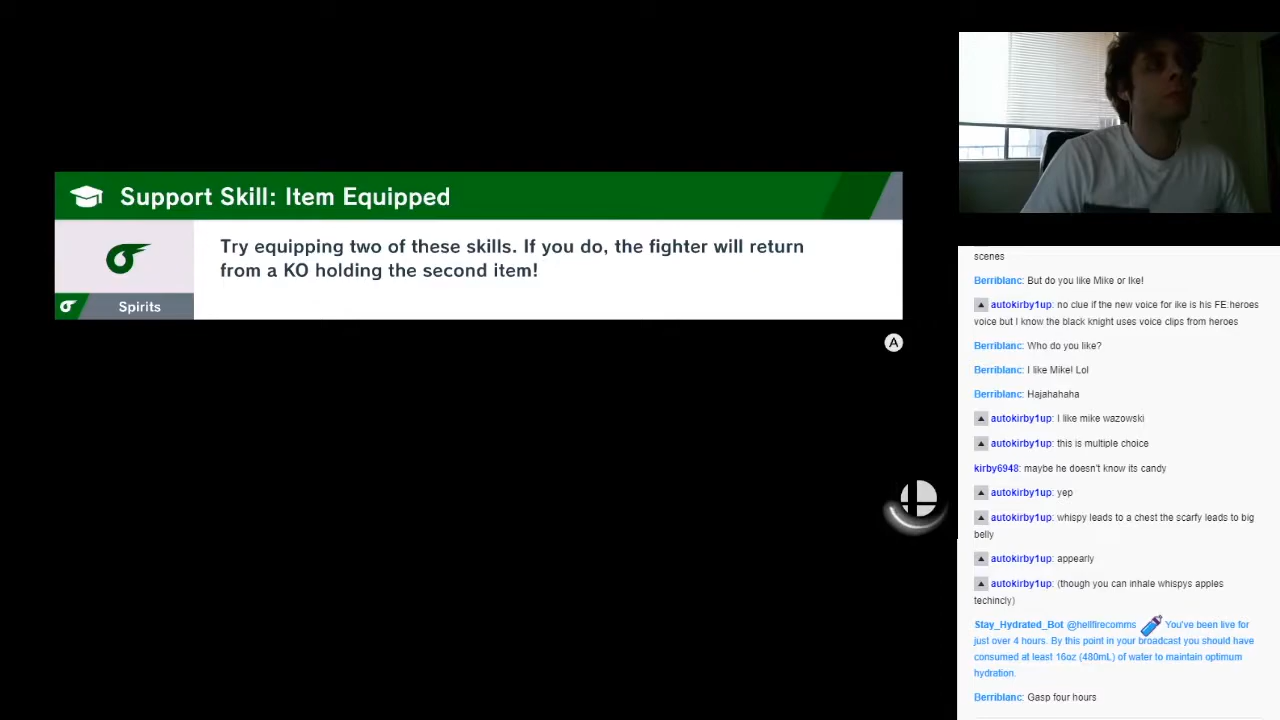 Support Skill: Item Equipped
Try equipping two of these skills. If you do, the fighter will return
from a KO holding the second item!
Spirits
A
scenes
Berriblanc: But do you like Mike or Ike!
autokirby1up: no clue if the new voice for ike is his FE:heroes
voice but I know the black knight uses voice clips from heroes
Berriblanc: Who do you like?
Berriblanc: I like Mike! Lol
Berriblanc: Hajahahaha
autokirby1up: I like mike wazowski
autokirby1up: this is multiple choice
kirby6948: maybe he doesn't know its candy
autokirby1up: yep
autokirby1up: whispy leads to a chest the scarfy leads to big
belly
autokirby1up: appearly
autokirby1up: (though you can inhale whispys apples
techincly)
Stay_Hydrated_Bot @hellfirecomms You've been live for
just over 4 hours. By this point in your broadcast you should have
consumed at least 16oz (480mL) of water to maintain optimum
hydration.
Berriblanc: Gasp four hours